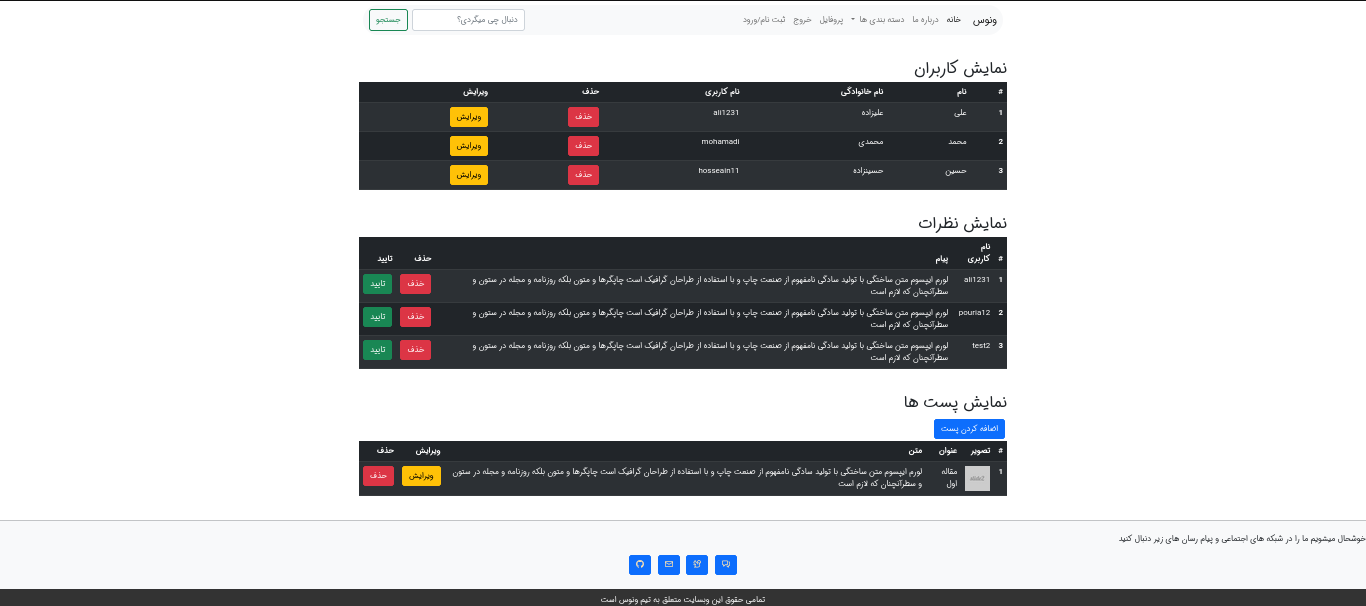 ونوس خانه درباره ما دسته بندی ها پروفایل خروج ثبت نام/ورود دنبال چی میگردی؟ جستجو
نمایش کاربران
# نام نام خانوادگی نام کاربری حذف ویرایش
1 علی علیزاده ali1231 حذف ویرایش
2 محمد محمدی mohamadi حذف ویرایش
3 حسین حسینزاده hosseain11 حذف ویرایش
نمایش نظرات
# نام کاربری پیام حذف تایید
1 ali1231 لورم ایپسوم متن ساختگی با تولید سادگی نامفهوم از صنعت چاپ و با استفاده از طراحان گرافیک است چاپگرها و متون بلکه روزنامه و مجله در ستون و حذف تایید
سطرآنچنان که لازم است
2 pouria12 لورم ایپسوم متن ساختگی با تولید سادگی نامفهوم از صنعت چاپ و با استفاده از طراحان گرافیک است چاپگرها و متون بلکه روزنامه و مجله در ستون و حذف تایید
سطرآنچنان که لازم است
3 test2 لورم ایپسوم متن ساختگی با تولید سادگی نامفهوم از صنعت چاپ و با استفاده از طراحان گرافیک است چاپگرها و متون بلکه روزنامه و مجله در ستون و حذف تایید
سطرآنچنان که لازم است
نمایش پست ها
اضافه کردن پست
# تصویر عنوان متن ویرایش حذف
1 مقاله اول لورم ایپسوم متن ساختگی با تولید سادگی نامفهوم از صنعت چاپ و با استفاده از طراحان گرافیک است چاپگرها و متون بلکه روزنامه و مجله در ستون ویرایش حذف
و سطرآنچنان که لازم است
خوشحال میشویم ما را در شبکه های اجتماعی و پیام رسان های زیر دنبال کنید
تمامی حقوق این وبسایت متعلق به تیم ونوس است